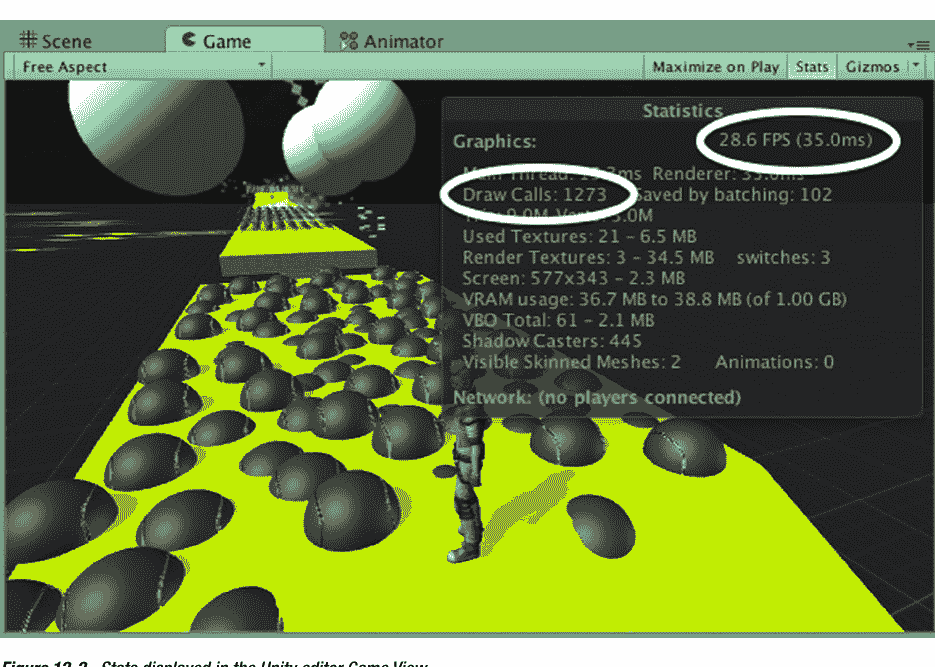 Scene Game Animator
Free Aspect Maximize on Play Stats Gizmos
Statistics
Graphics: 28.6 FPS (35.0ms)
Thread: Renderer:
Draw Calls: 1273 Saved by batching: 102
Used Textures: 21 – 6.5 MB
Render Textures: 3 – 34.5 MB switches: 3
Screen: 577x343 – 2.3 MB
VRAM usage: 36.7 MB to 38.8 MB (of 1.00 GB)
VBO Total: 61 – 2.1 MB
Shadow Casters: 445
Visible Skinned Meshes: 2 Animations: 0
Network: (no players connected)
Stats displayed in the Unity editor Game View